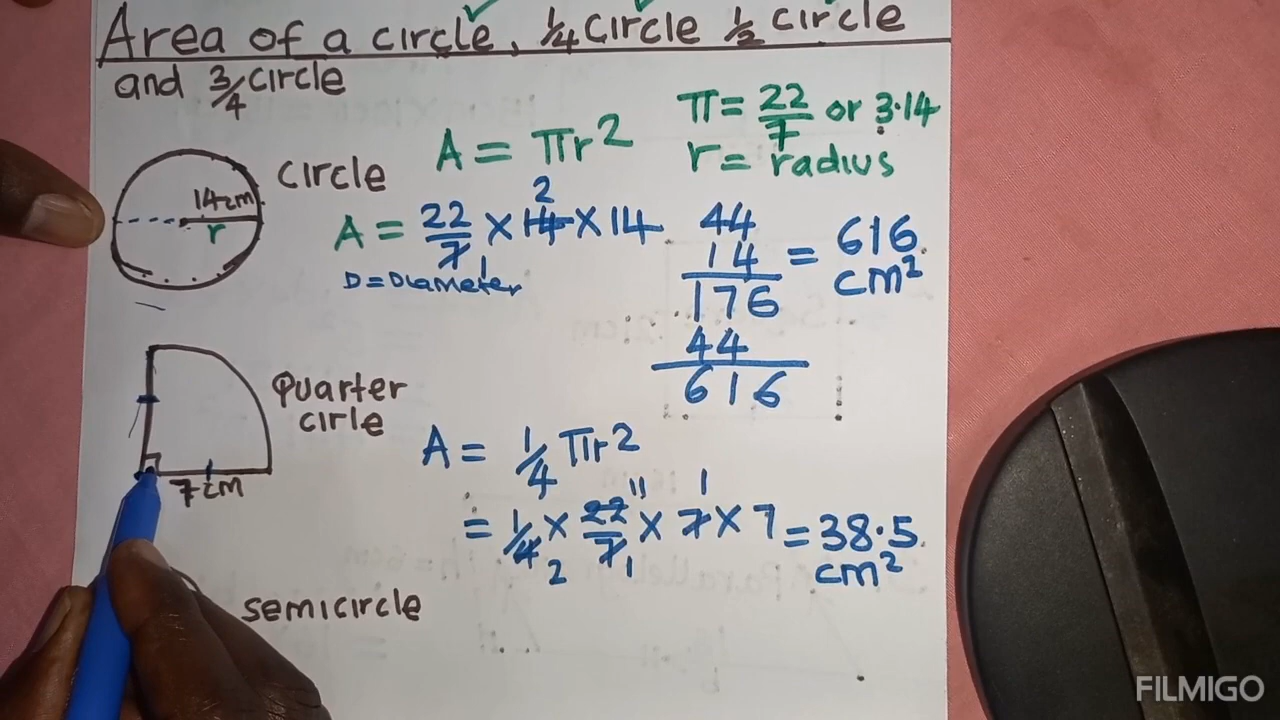 Area of a circle, 1/4 circle 1/2 circle
and 3/4 circle
π = 22/7 or 3.14
r = radius
circle
A = πr²
14cm
r
A = 22/7 × 14 × 14
2
1
D = Diameter
44
14
176
44
616
= 616 cm²
Quarter
cirle
7cm
A = 1/4 πr²
= 1/4 × 22/7 × 7 × 7 = 38.5 cm²
11
1
2
1
semicircle
FILMIGO